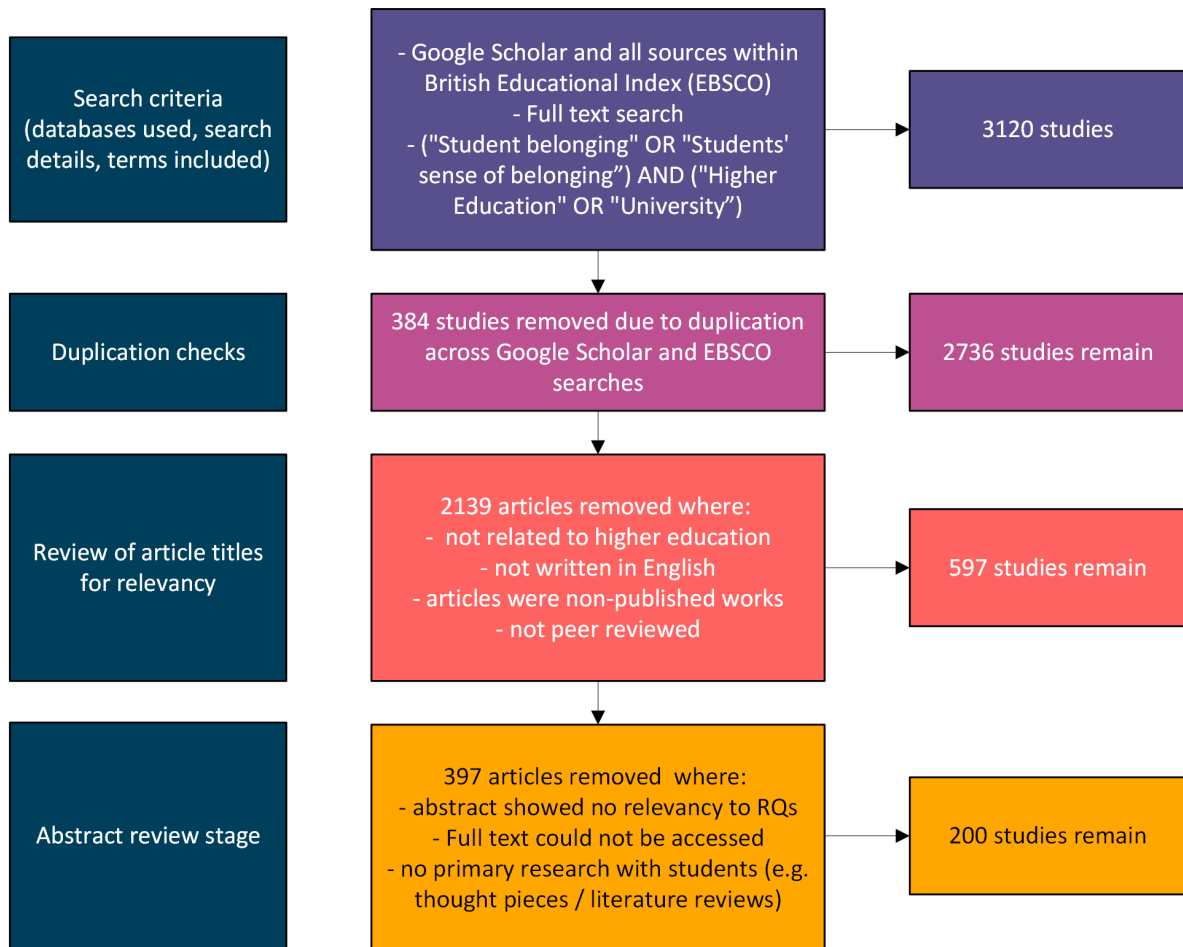 Search criteria
(databases used, search
details, terms included)
- Google Scholar and all sources within
British Educational Index (EBSCO)
- Full text search
- ("Student belonging" OR "Students'
sense of belonging”) AND ("Higher
Education" OR "University”)
3120 studies
Duplication checks
384 studies removed due to duplication
across Google Scholar and EBSCO
searches
2736 studies remain
Review of article titles
for relevancy
2139 articles removed where:
- not related to higher education
- not written in English
- articles were non-published works
- not peer reviewed
597 studies remain
Abstract review stage
397 articles removed where:
- abstract showed no relevancy to RQs
- Full text could not be accessed
- no primary research with students (e.g.
thought pieces / literature reviews)
200 studies remain